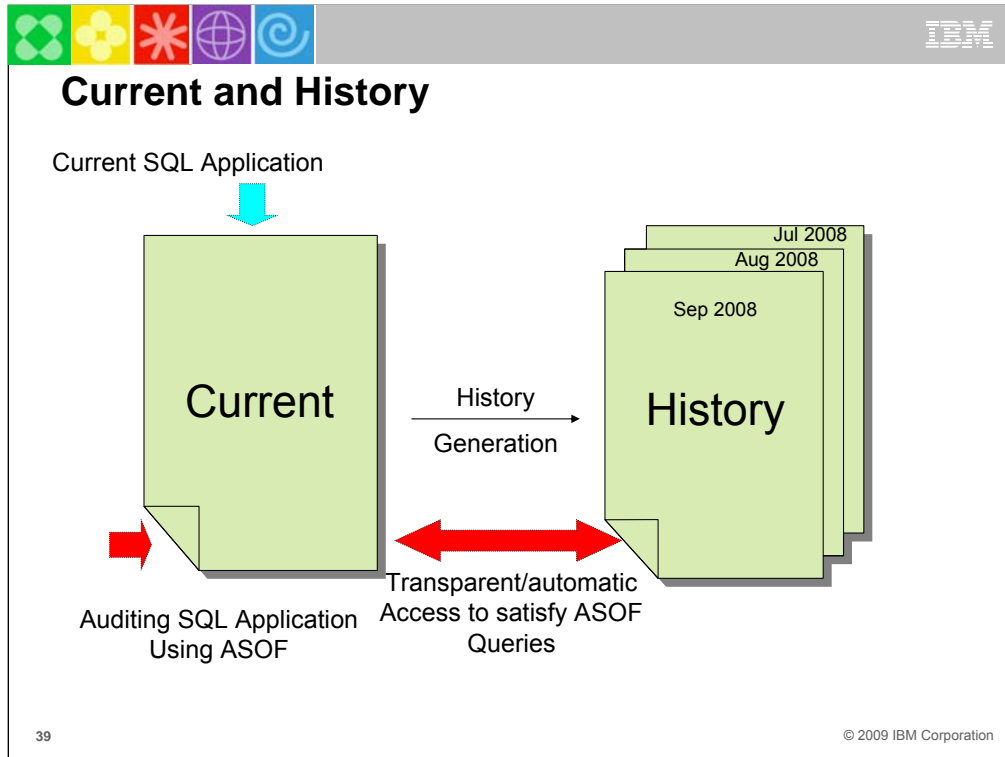 IBM
Current and History
Current SQL Application
Jul 2008
Aug 2008
Sep 2008
Current
History
Generation
History
Transparent/automatic
Access to satisfy ASOF
Queries
Auditing SQL Application
Using ASOF
39
© 2009 IBM Corporation